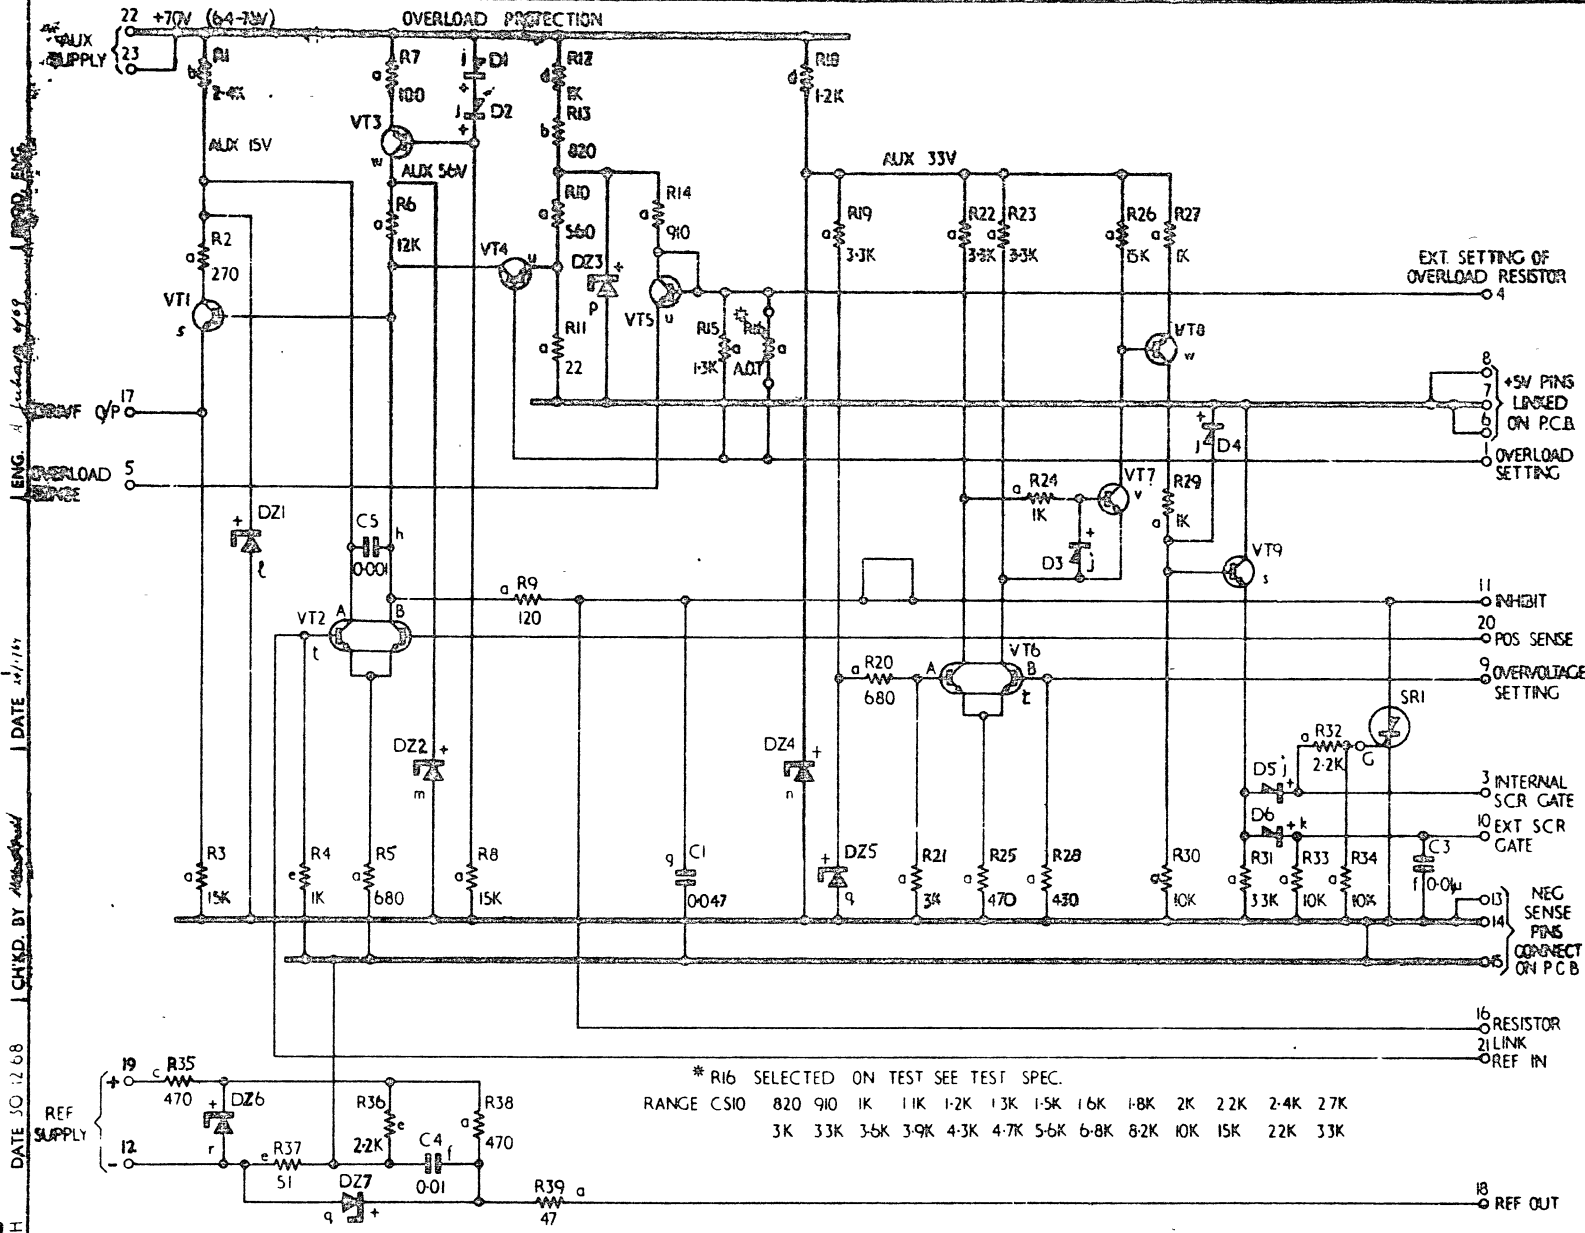 22 +70V (64-78V) OVERLOAD PROTECTION
AUX SUPPLY 23
R1 b 2·4K
R7 a 100
j D1
j D2
R12 d 1K
R13 b 820
R18 d 1·2K
VT3 w
AUX 15V
AUX 56V
AUX 33V
R6 a 12K
R10 a 560
R14 a 910
R19 a 3·3K
R22 a 3·3K
R23 a 3·3K
R26 a 15K
R27 a 1K
R2 a 270
VT4 u
DZ3 p
EXT. SETTING OF OVERLOAD RESISTOR 4
VT1 s
VT5 u
R11 a 22
R15 a 1·3K
* R16 a A.O.T
VT8 w
8 7 6 +5V PINS LINKED ON P.C.B
DRIVE O/P 17
D4 j
OVERLOAD SENSE 5
1 OVERLOAD SETTING
R24 a 1K
VT7 v
R29 a 1K
DZ1 l
C5 h 0·001
D3 j
VT9 s
R9 a 120
11 INHIBIT
VT2 A B t
20 POS SENSE
R20 a 680
VT6 A B t
9 OVERVOLTAGE SETTING
SR1
DZ2 m
DZ4 n
R32 a 2·2K G
D5 j
3 INTERNAL SCR GATE
D6 k
10 EXT SCR GATE
R3 a 15K
R4 e 1K
R5 a 680
R8 a 15K
C1 q 0·047
DZ5 q
R21 a 3K
R25 a 470
R28 a 430
R30 a 10K
R31 a 33K
R33 a 10K
R34 a 10K
C3 f 0·01µ
13 14 15 NEG SENSE PINS CONNECT ON P C B
16 RESISTOR LINK
21 REF IN
* R16 SELECTED ON TEST SEE TEST SPEC.
RANGE CS10 820 910 1K 1·1K 1·2K 1·3K 1·5K 1·6K 1·8K 2K 2·2K 2·4K 2·7K
3K 3·3K 3·6K 3·9K 4·3K 4·7K 5·6K 6·8K 8·2K 10K 15K 22K 33K
REF SUPPLY + 19 - 12
R35 c 470
DZ6 r
R36 e 2·2K
R38 a 470
R37 e 51
C4 f 0·01
DZ7 q
R39 a 47
18 REF OUT
PROD ENG
ENG. 6/69
DATE
CH'KD. BY
DATE 30 12 68
H